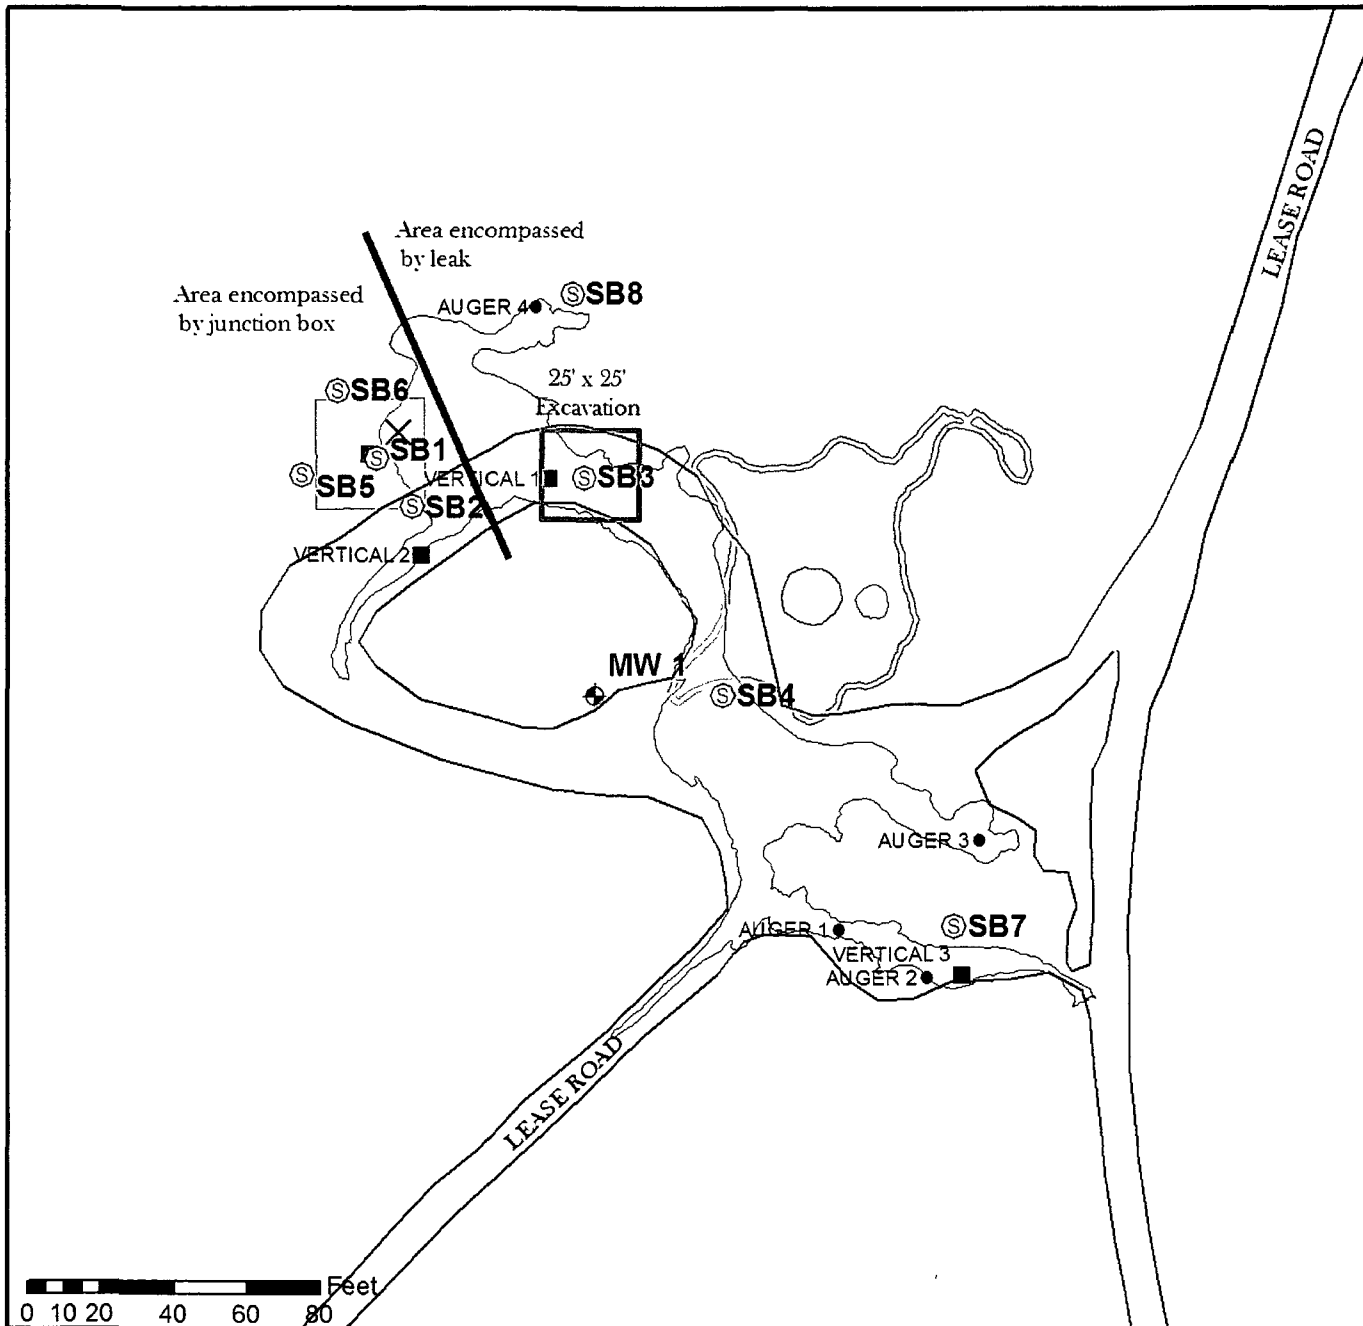 LEASE ROAD
Area encompassed
by leak
Area encompassed
by junction box
AUGER 4
SB8
25' x 25'
Excavation
SB6
SB1
SB5
VERTICAL 1
SB3
SB2
VERTICAL 2
MW 1
SB4
AUGER 3
AUGER 1
SB7
VERTICAL 3
AUGER 2
LEASE ROAD
Feet
0 10 20 40 60 80